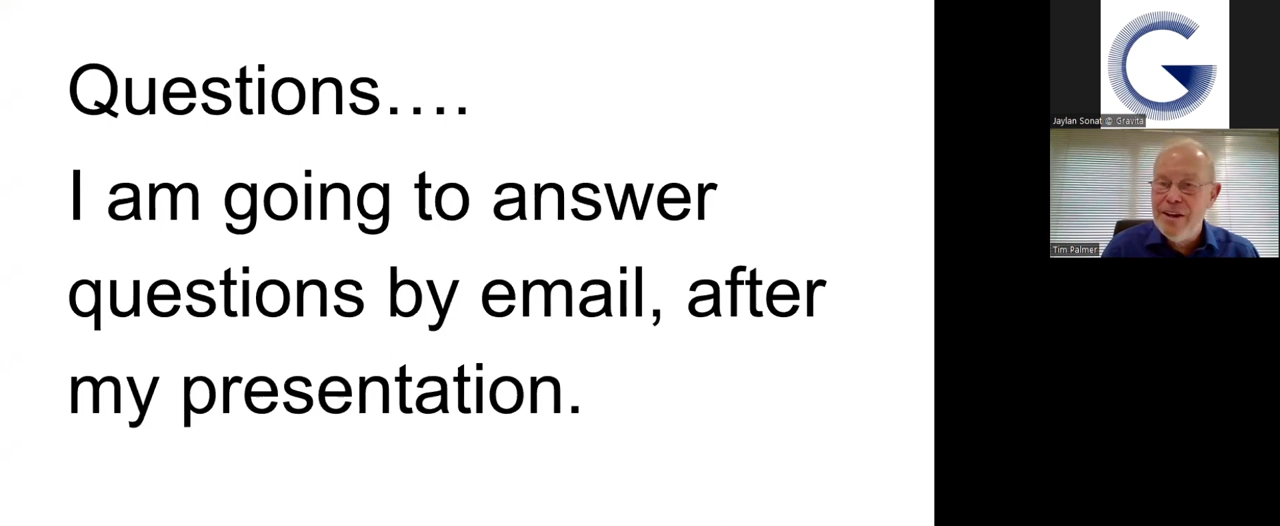 Questions….
I am going to answer
questions by email, after
my presentation.
G
Jaylan Sonat @ Gravita
Tim Palmer